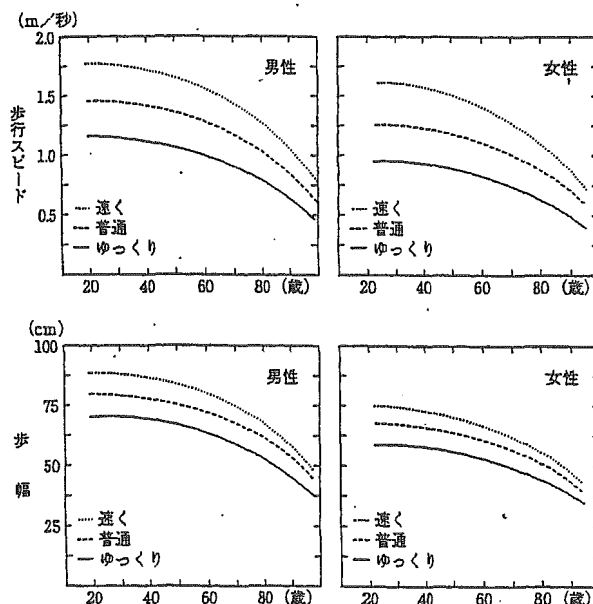 (m/秒)
2.0
1.5
1.0
0.5
歩行スピード
男性
遠く
普通
ゆっくり
20 40 60 80 (歳)
女性
速く
普通
ゆっくり
20 40 60 80 (歳)
(cm)
100
75
50
25
歩幅
男性
速く
普通
ゆっくり
20 40 60 80 (歳)
女性
速く
普通
ゆっくり
20 40 60 80 (歳)